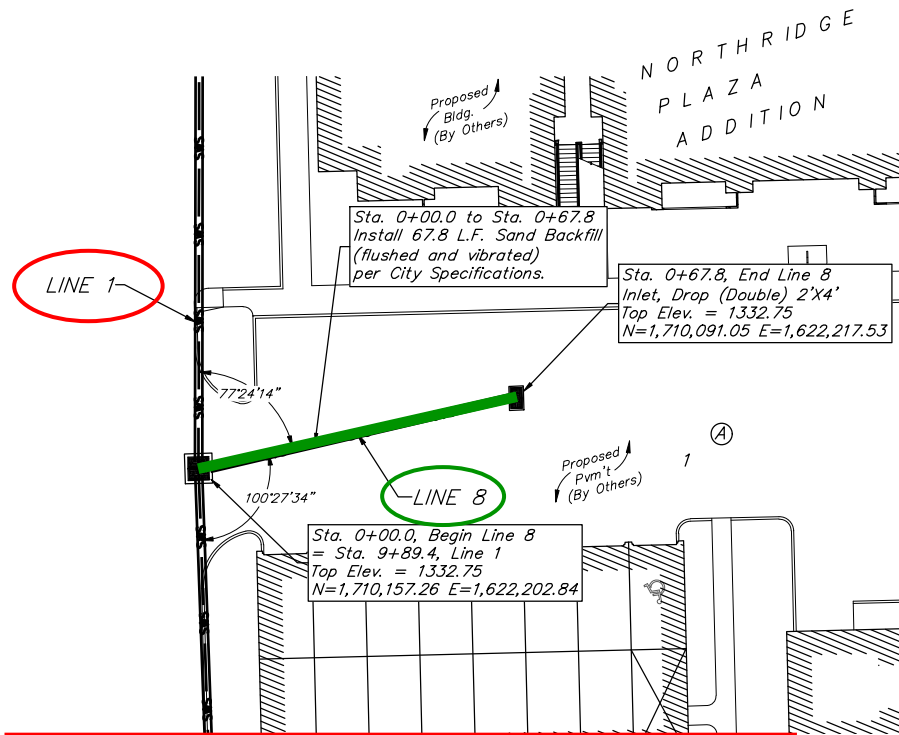 NORTHRIDGE
PLAZA
ADDITION
Proposed
Bldg.
(By Others)
Sta. 0+00.0 to Sta. 0+67.8
Install 67.8 L.F. Sand Backfill
(flushed and vibrated)
per City Specifications.
LINE 1
Sta. 0+67.8, End Line 8
Inlet, Drop (Double) 2'X4'
Top Elev. = 1332.75
N=1,710,091.05 E=1,622,217.53
77°24'14"
A
1
Proposed
Pvm't
(By Others)
LINE 8
100°27'34"
Sta. 0+00.0, Begin Line 8
= Sta. 9+89.4, Line 1
Top Elev. = 1332.75
N=1,710,157.26 E=1,622,202.84